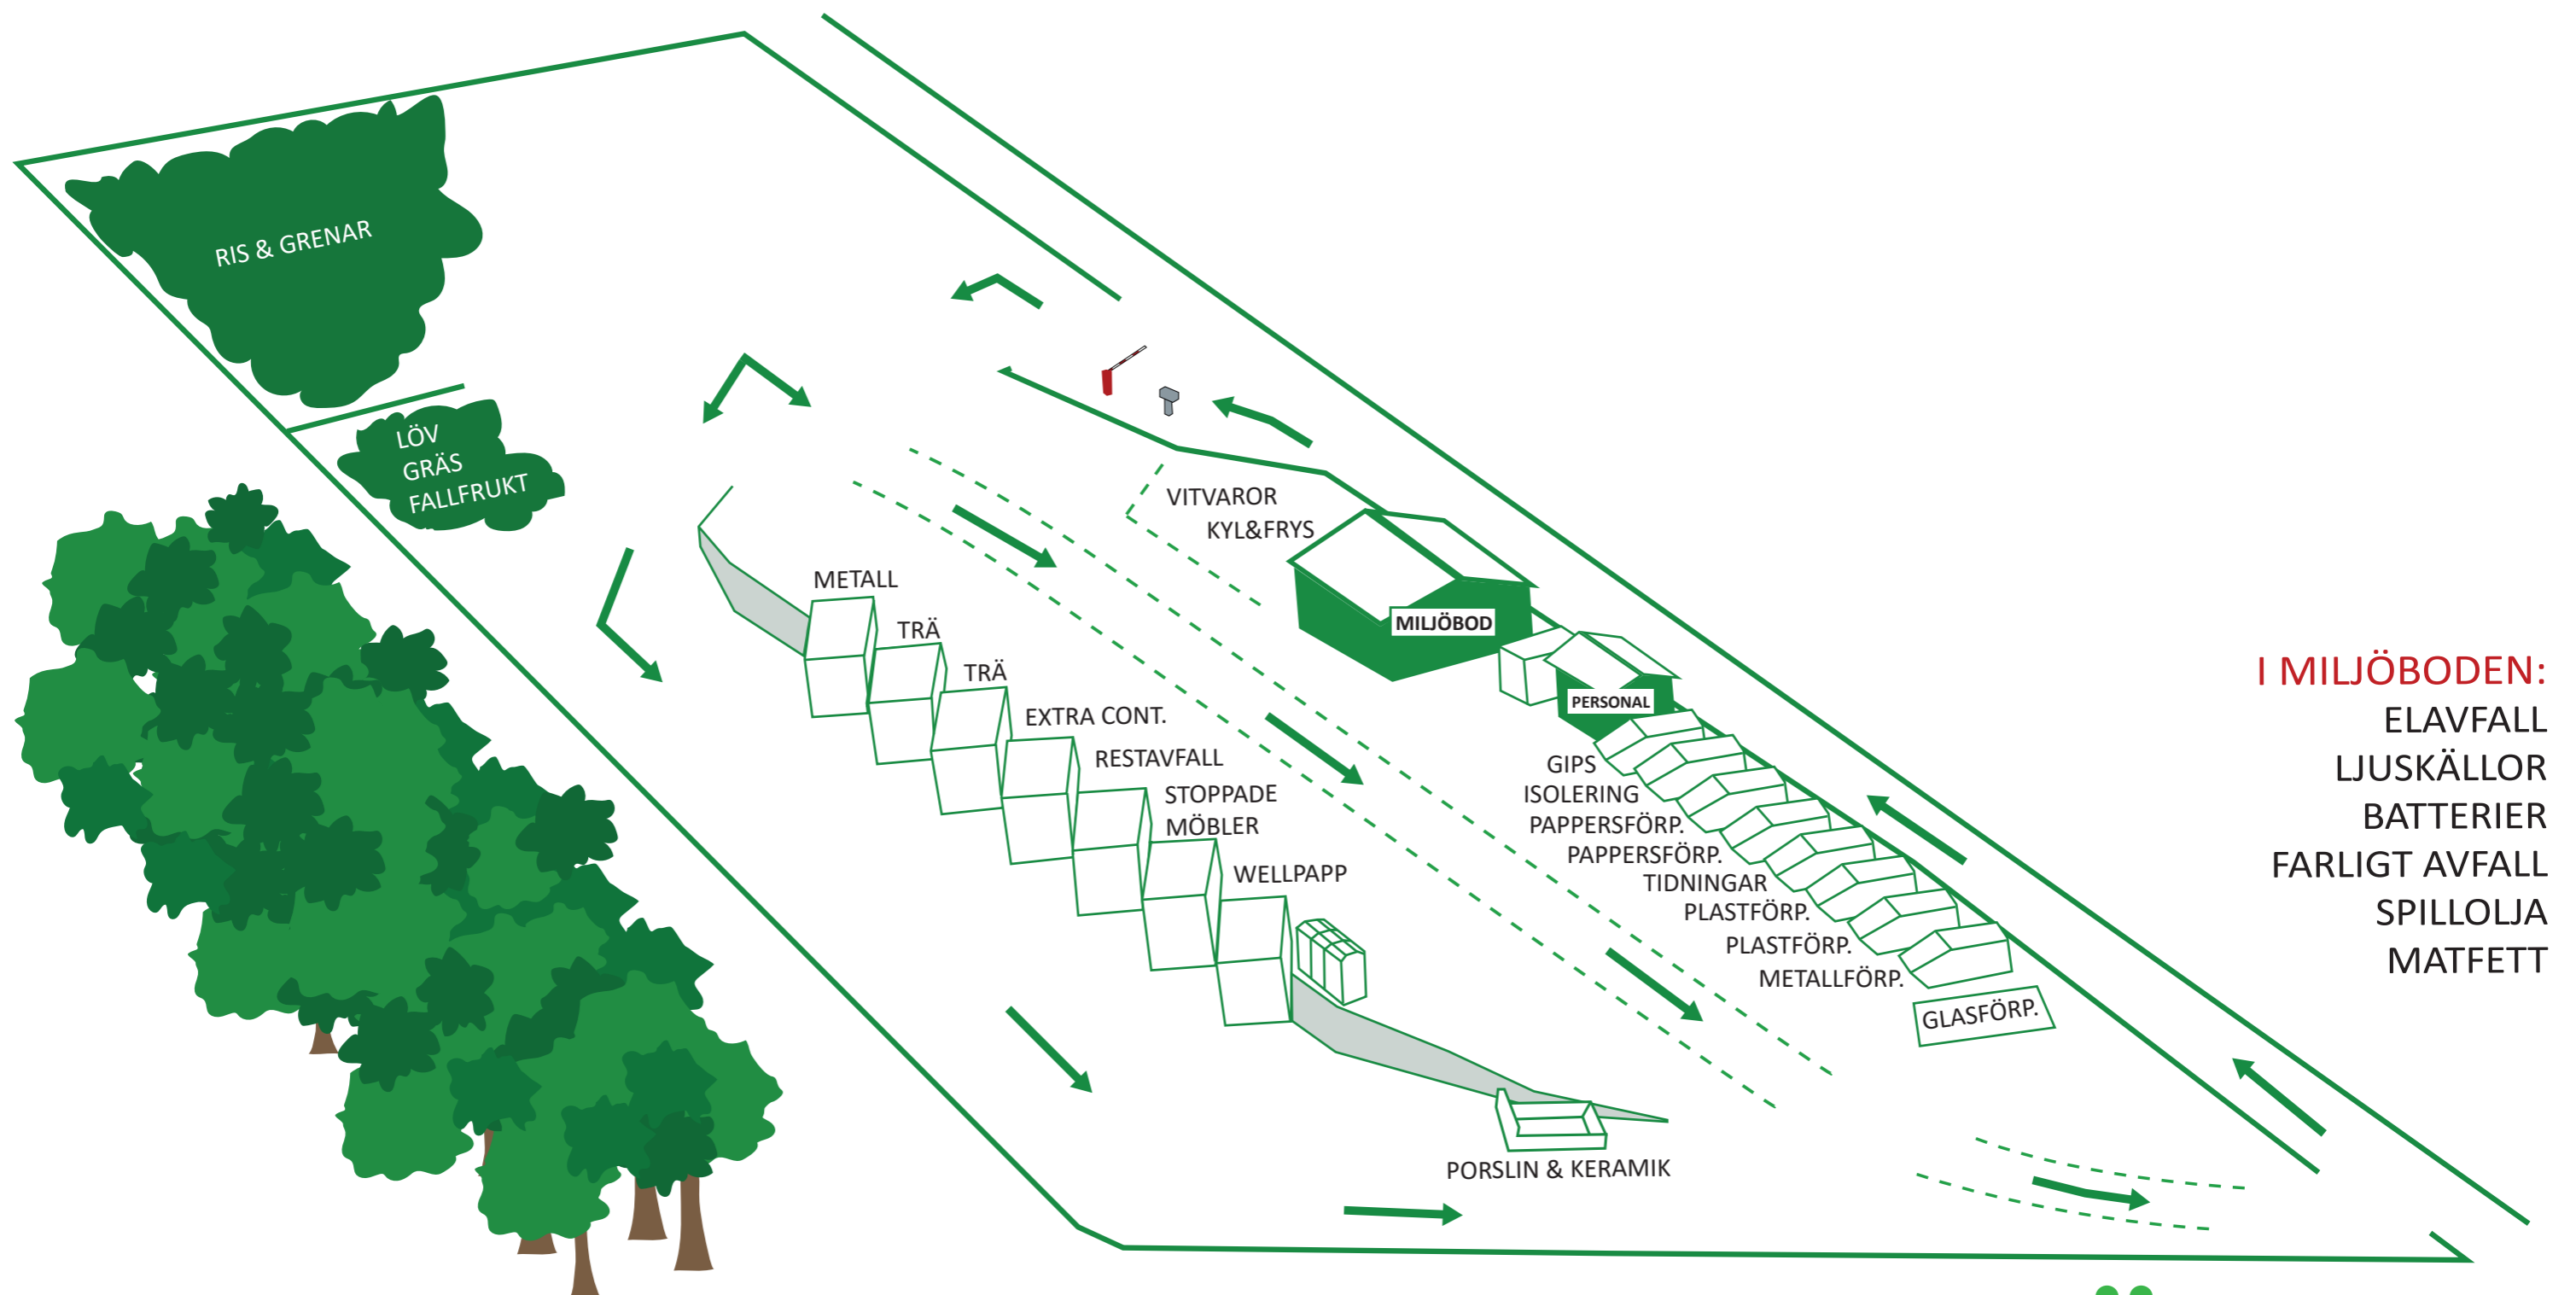 RIS & GRENAR
LÖV
GRÄS
FALLFRUKT
VITVAROR
KYL&FRYS
METALL
TRÄ
TRÄ
EXTRA CONT.
RESTAVFALL
STOPPADE
MÖBLER
WELLPAPP
MILJÖBOD
PERSONAL
GIPS
ISOLERING
PAPPERSFÖRP.
PAPPERSFÖRP.
TIDNINGAR
PLASTFÖRP.
PLASTFÖRP.
METALLFÖRP.
GLASFÖRP.
PORSLIN & KERAMIK
I MILJÖBODEN:
ELAVFALL
LJUSKÄLLOR
BATTERIER
FARLIGT AVFALL
SPILLOLJA
MATFETT